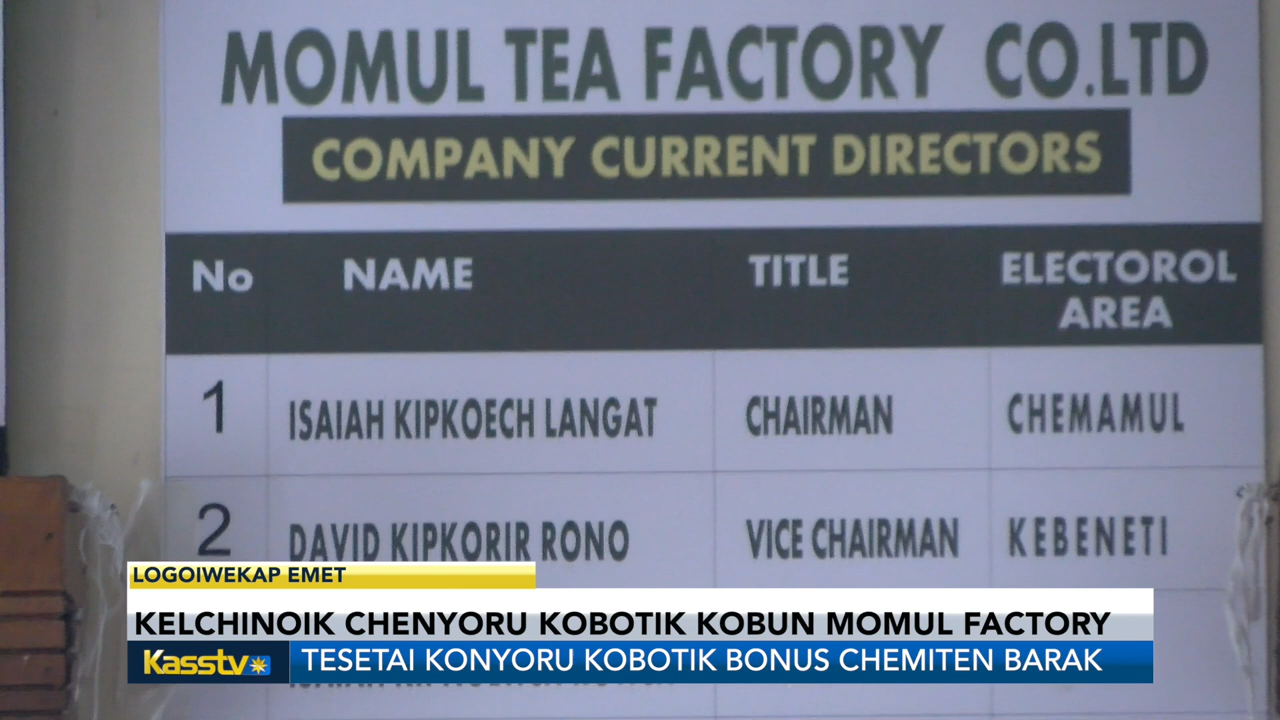 MOMUL TEA FACTORY CO.LTD
COMPANY CURRENT DIRECTORS
No NAME TITLE ELECTOROL AREA
1 ISAIAH KIPKOECH LANGAT CHAIRMAN CHEMAMUL
2 DAVID KIPKORIR RONO VICE CHAIRMAN KEBENETI
LOGOIWEKAP EMET
KELCHINOIK CHENYORU KOBOTIK KOBUN MOMUL FACTORY
Kasstv TESETAI KONYORU KOBOTIK BONUS CHEMITEN BARAK